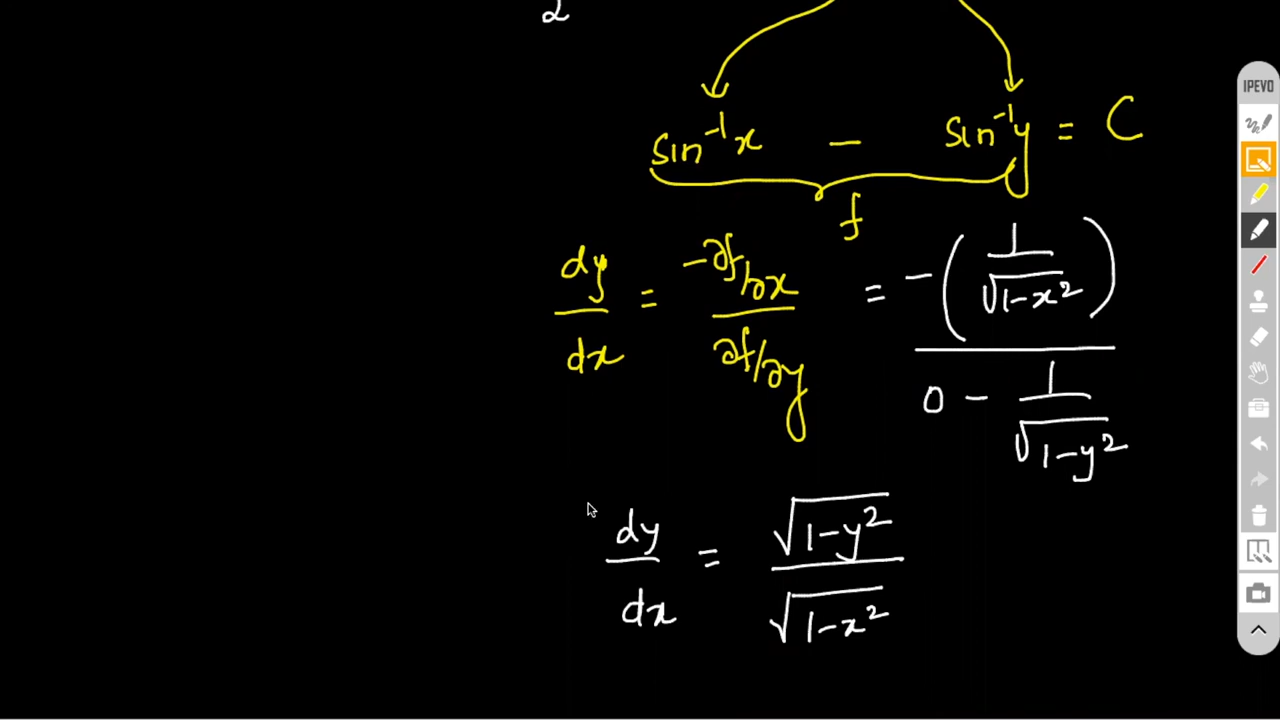 2
IPEVO
sin⁻¹x − sin⁻¹y = C
f
dy/dx = (−∂f/∂x)/(∂f/∂y) = −(1/√(1−x²))/(0 − 1/√(1−y²))
dy/dx = √(1−y²)/√(1−x²)